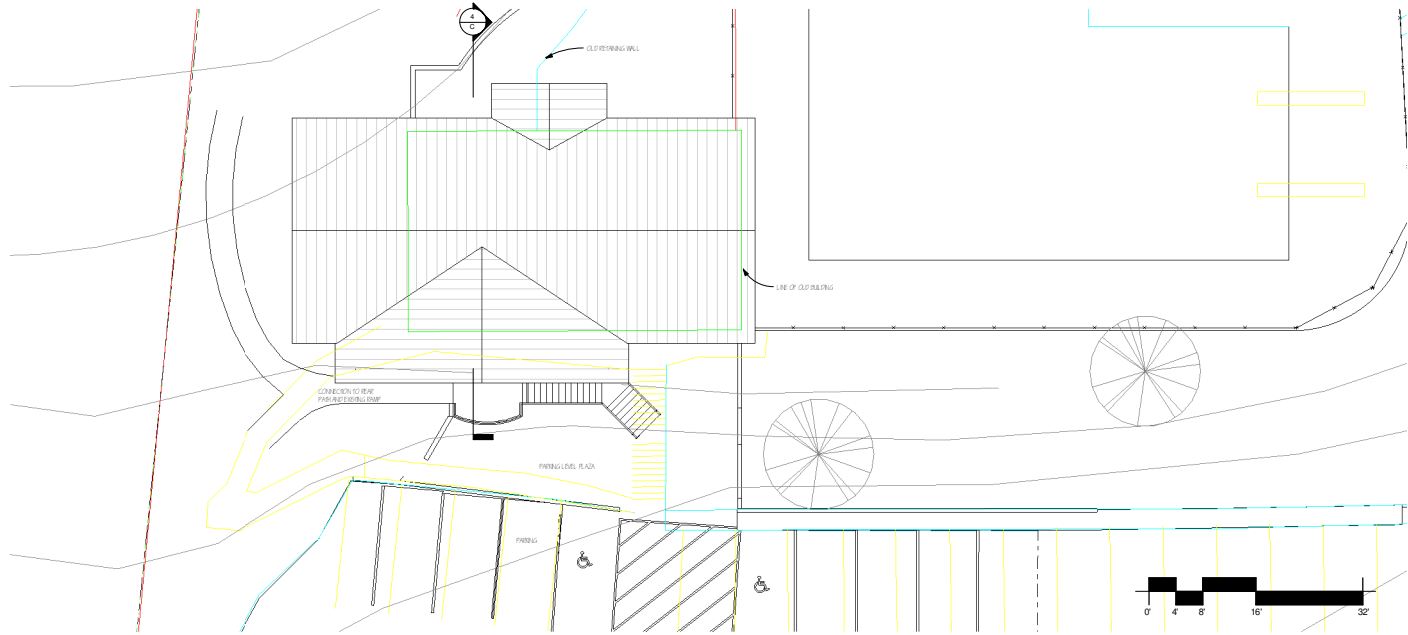 4
C
OLD RETAINING WALL
LINE OF OLD BUILDING
CONNECTION TO REAR
PATH AND EXISTING RAMP
PARKING LEVEL PLAZA
PARKING
0' 4' 8' 16' 32'